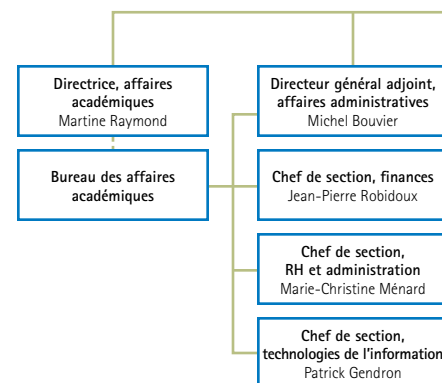 Directrice, affaires
académiques
Martine Raymond
Directeur général adjoint,
affaires administratives
Michel Bouvier
Bureau des affaires
académiques
Chef de section, finances
Jean-Pierre Robidoux
Chef de section,
RH et administration
Marie-Christine Ménard
Chef de section,
technologies de l'information
Patrick Gendron